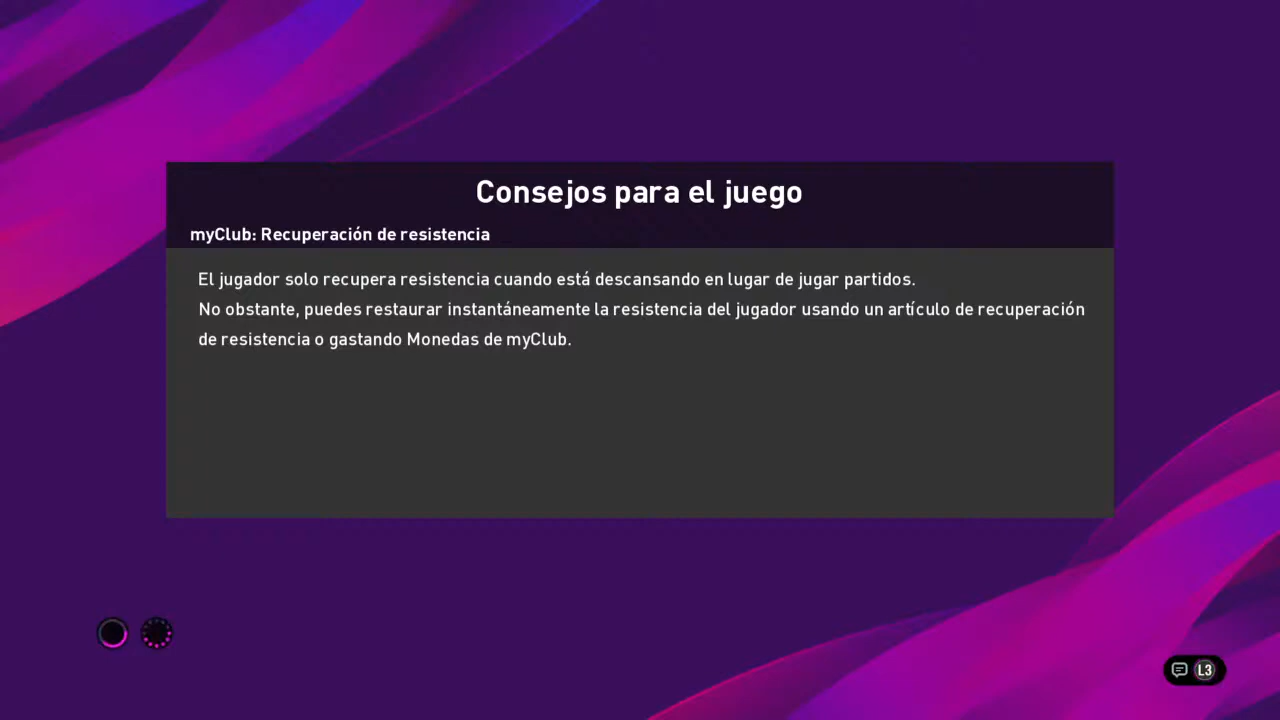 Consejos para el juego
myClub: Recuperación de resistencia
El jugador solo recupera resistencia cuando está descansando en lugar de jugar partidos.
No obstante, puedes restaurar instantáneamente la resistencia del jugador usando un artículo de recuperación
de resistencia o gastando Monedas de myClub.
L3